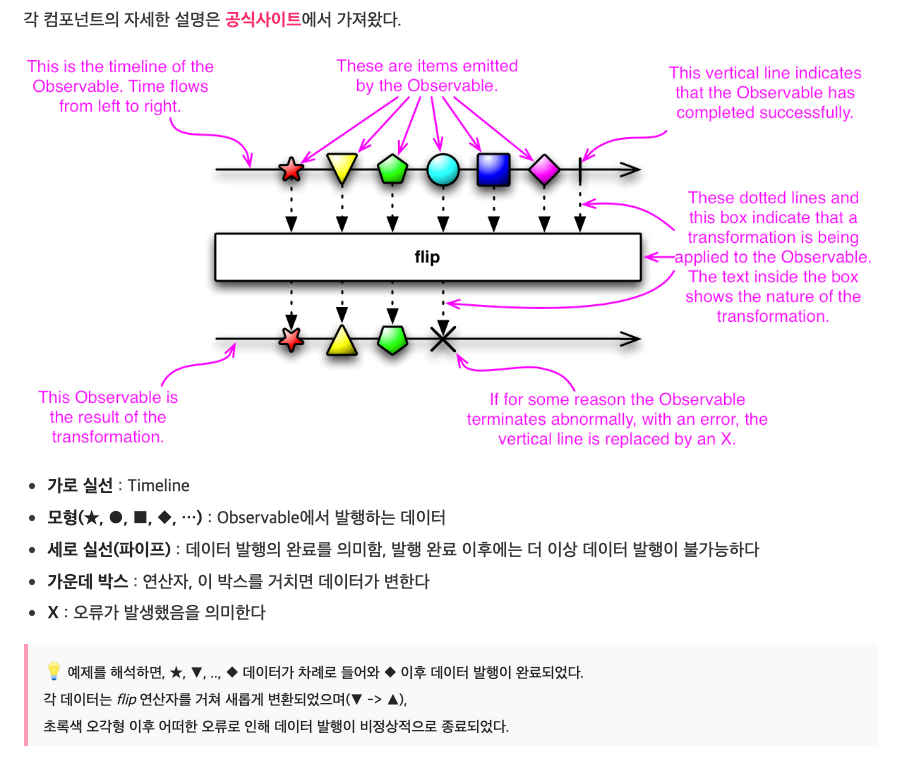 각 컴포넌트의 자세한 설명은 공식사이트에서 가져왔다.
This is the timeline of the
Observable. Time flows
from left to right.
These are items emitted
by the Observable.
This vertical line indicates
that the Observable has
completed successfully.
These dotted lines and
this box indicate that a
transformation is being
applied to the Observable.
The text inside the box
shows the nature of the
transformation.
flip
This Observable is
the result of the
transformation.
If for some reason the Observable
terminates abnormally, with an error, the
vertical line is replaced by an X.
• 가로 실선 : Timeline
• 모형(★, ●, ■, ◆, …) : Observable에서 발행하는 데이터
• 세로 실선(파이프) : 데이터 발행의 완료를 의미함, 발행 완료 이후에는 더 이상 데이터 발행이 불가능하다
• 가운데 박스 : 연산자, 이 박스를 거치면 데이터가 변한다
• X : 오류가 발생했음을 의미한다
💡 예제를 해석하면, ★, ▼, .., ◆ 데이터가 차례로 들어와 ◆ 이후 데이터 발행이 완료되었다.
각 데이터는 flip 연산자를 거쳐 새롭게 변환되었으며(▼ -> ▲),
초록색 오각형 이후 어떠한 오류로 인해 데이터 발행이 비정상적으로 종료되었다.